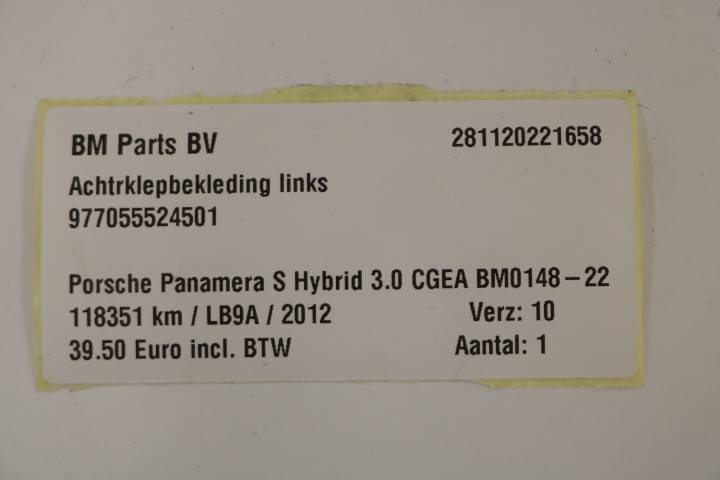 BM Parts BV 281120221658
Achtrklepbekleding links
977055524501
Porsche Panamera S Hybrid 3.0 CGEA BM0148-22
118351 km / LB9A / 2012 Verz: 10
39.50 Euro incl. BTW Aantal: 1